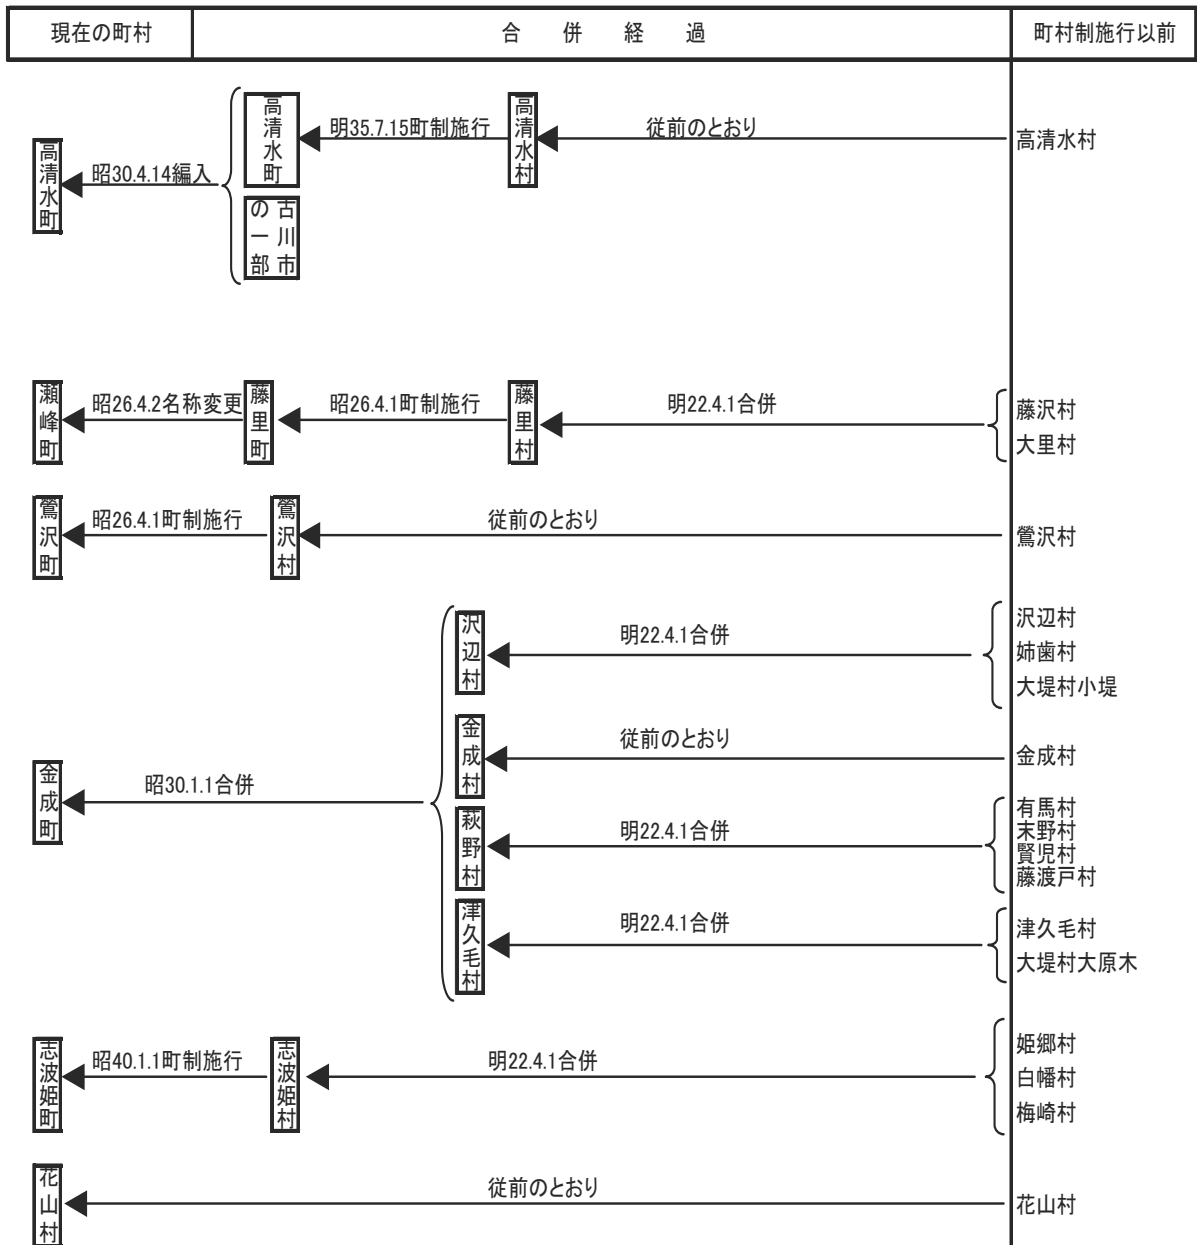 現在の町村
合併経過
町村制施行以前
高清水町
昭30.4.14編入
高清水町
古川市の一部
明35.7.15町制施行
高清水村
従前のとおり
高清水村
瀬峰町
昭26.4.2名称変更
藤里町
昭26.4.1町制施行
藤里村
明22.4.1合併
藤沢村
大里村
鶯沢町
昭26.4.1町制施行
鶯沢村
従前のとおり
鶯沢村
金成町
昭30.1.1合併
沢辺村
明22.4.1合併
沢辺村
姉歯村
大堤村小堤
金成村
従前のとおり
金成村
萩野村
明22.4.1合併
有馬村
末野村
賢児村
藤渡戸村
津久毛村
明22.4.1合併
津久毛村
大堤村大原木
志波姫町
昭40.1.1町制施行
志波姫村
明22.4.1合併
姫郷村
白幡村
梅崎村
花山村
従前のとおり
花山村